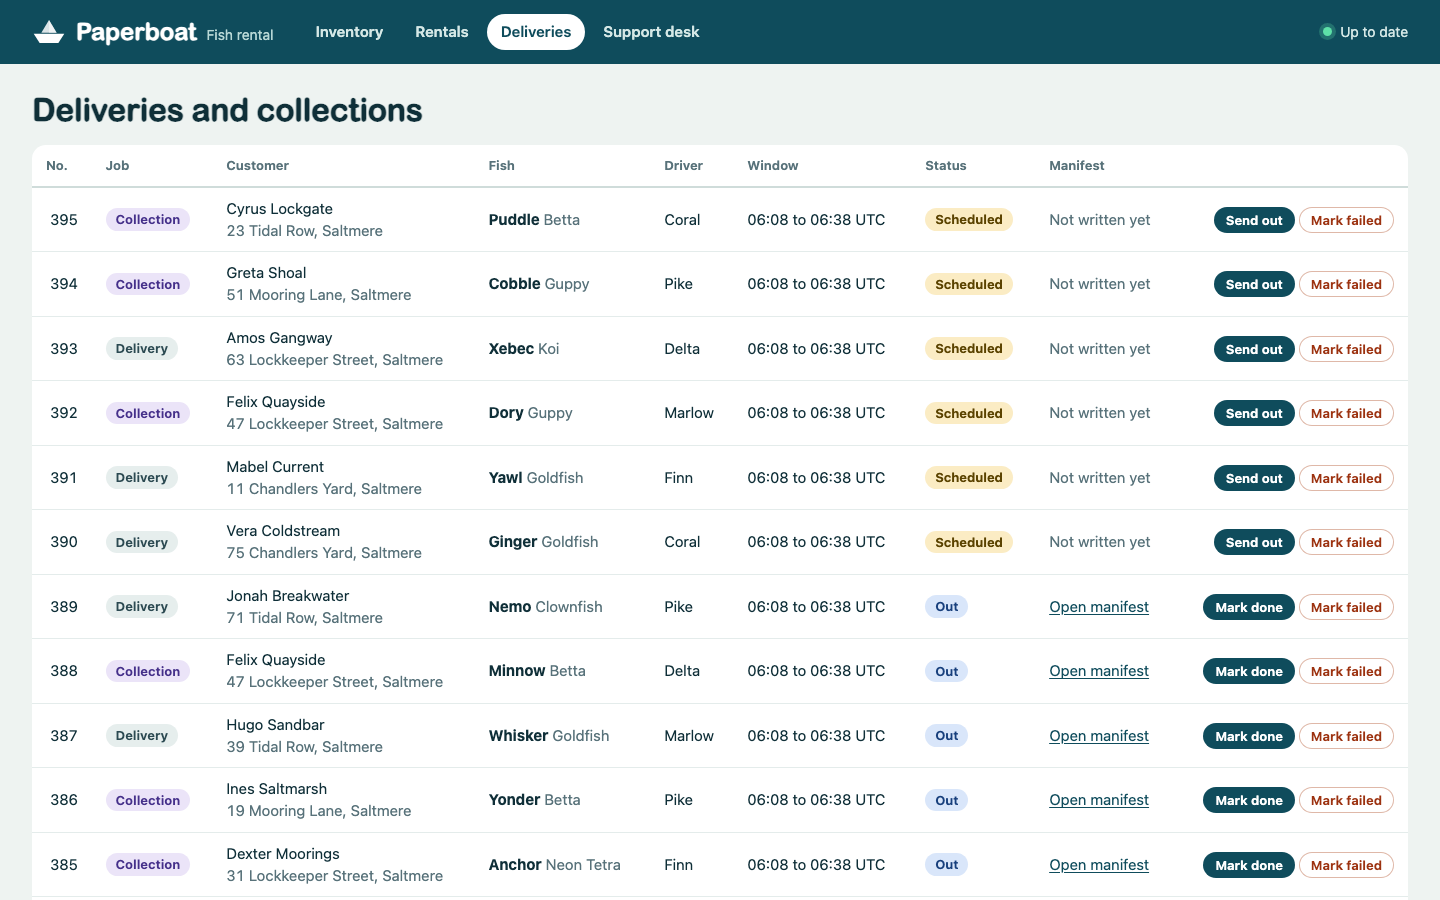 Paperboat Fish rental Inventory Rentals Deliveries Support desk Up to date
Deliveries and collections
No. Job Customer Fish Driver Window Status Manifest
395 Collection Cyrus Lockgate Puddle Betta Coral 06:08 to 06:38 UTC Scheduled Not written yet Send out Mark failed
23 Tidal Row, Saltmere
394 Collection Greta Shoal Cobble Guppy Pike 06:08 to 06:38 UTC Scheduled Not written yet Send out Mark failed
51 Mooring Lane, Saltmere
393 Delivery Amos Gangway Xebec Koi Delta 06:08 to 06:38 UTC Scheduled Not written yet Send out Mark failed
63 Lockkeeper Street, Saltmere
392 Collection Felix Quayside Dory Guppy Marlow 06:08 to 06:38 UTC Scheduled Not written yet Send out Mark failed
47 Lockkeeper Street, Saltmere
391 Delivery Mabel Current Yawl Goldfish Finn 06:08 to 06:38 UTC Scheduled Not written yet Send out Mark failed
11 Chandlers Yard, Saltmere
390 Delivery Vera Coldstream Ginger Goldfish Coral 06:08 to 06:38 UTC Scheduled Not written yet Send out Mark failed
75 Chandlers Yard, Saltmere
389 Delivery Jonah Breakwater Nemo Clownfish Pike 06:08 to 06:38 UTC Out Open manifest Mark done Mark failed
71 Tidal Row, Saltmere
388 Collection Felix Quayside Minnow Betta Delta 06:08 to 06:38 UTC Out Open manifest Mark done Mark failed
47 Lockkeeper Street, Saltmere
387 Delivery Hugo Sandbar Whisker Goldfish Marlow 06:08 to 06:38 UTC Out Open manifest Mark done Mark failed
39 Tidal Row, Saltmere
386 Collection Ines Saltmarsh Yonder Betta Pike 06:08 to 06:38 UTC Out Open manifest Mark done Mark failed
19 Mooring Lane, Saltmere
385 Collection Dexter Moorings Anchor Neon Tetra Finn 06:08 to 06:38 UTC Out Open manifest Mark done Mark failed
31 Lockkeeper Street, Saltmere